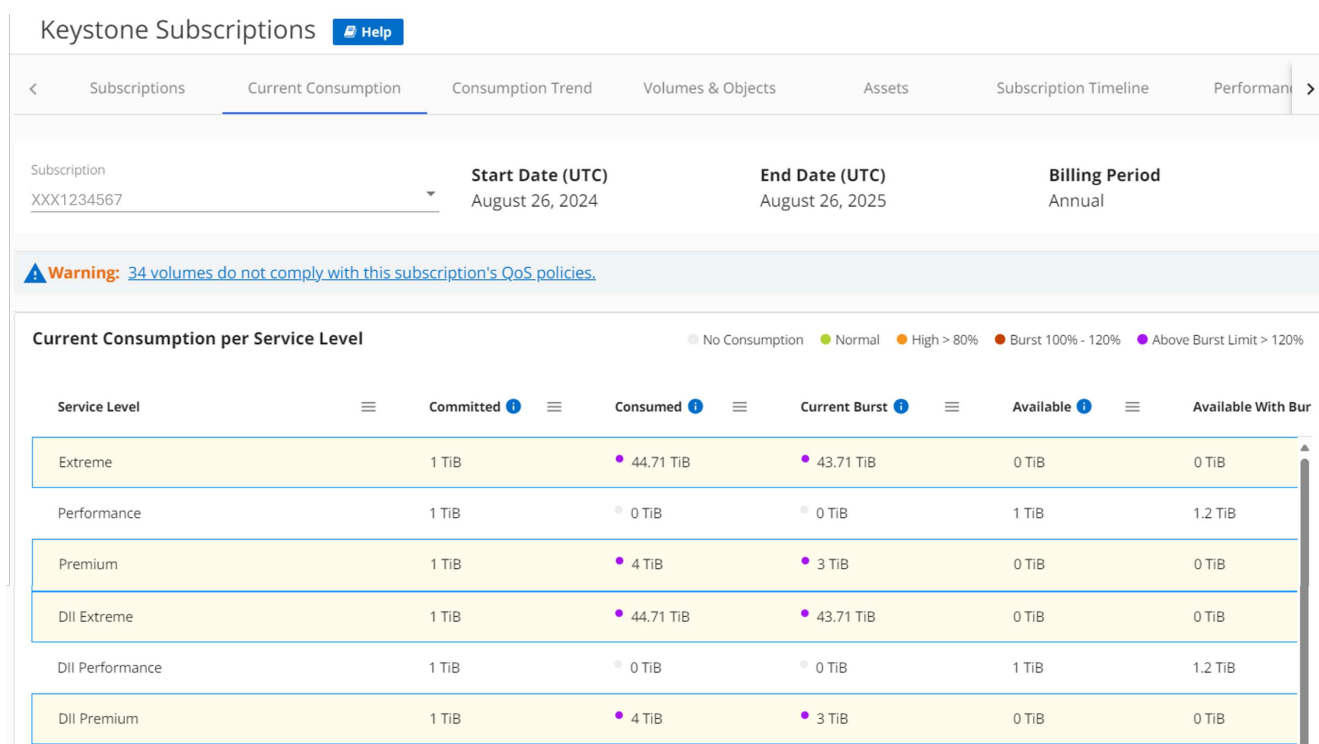 Keystone Subscriptions Help
Subscriptions Current Consumption Consumption Trend Volumes & Objects Assets Subscription Timeline Performanc
Subscription
XXX1234567
Start Date (UTC) End Date (UTC) Billing Period
August 26, 2024 August 26, 2025 Annual
Warning: 34 volumes do not comply with this subscription's QoS policies.
Current Consumption per Service Level No Consumption Normal High > 80% Burst 100% - 120% Above Burst Limit > 120%
Service Level Committed Consumed Current Burst Available Available With Bur
Extreme 1 TiB 44.71 TiB 43.71 TiB 0 TiB 0 TiB
Performance 1 TiB 0 TiB 0 TiB 1 TiB 1.2 TiB
Premium 1 TiB 4 TiB 3 TiB 0 TiB 0 TiB
DII Extreme 1 TiB 44.71 TiB 43.71 TiB 0 TiB 0 TiB
DII Performance 1 TiB 0 TiB 0 TiB 1 TiB 1.2 TiB
DII Premium 1 TiB 4 TiB 3 TiB 0 TiB 0 TiB